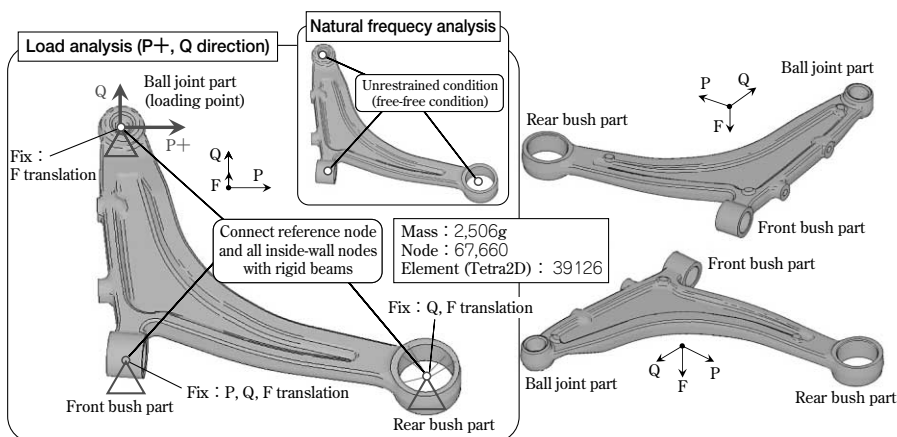 Load analysis (P+, Q direction)
Natural frequecy analysis
Ball joint part
(loading point)
Q
P+
Fix：
F translation
Q
F
P
Unrestrained condition
(free-free condition)
Connect reference node
and all inside-wall nodes
with rigid beams
Mass：2,506g
Node：67,660
Element (Tetra2D)： 39126
Fix：Q, F translation
Fix：P, Q, F translation
Front bush part
Rear bush part
Ball joint part
P
Q
F
Rear bush part
Front bush part
Front bush part
Q
F
P
Ball joint part
Rear bush part